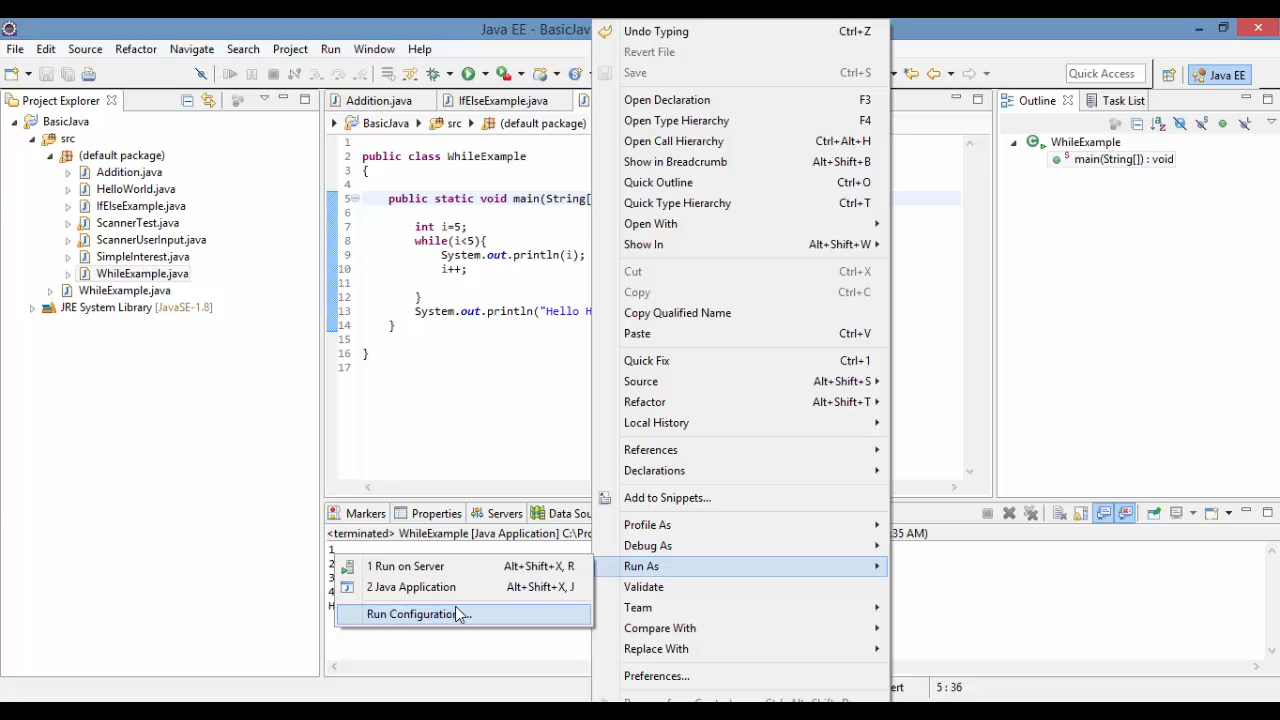 Java EE - BasicJav
File Edit Source Refactor Navigate Search Project Run Window Help
Quick Access
Java EE
Project Explorer
BasicJava
src
(default package)
Addition.java
HelloWorld.java
IfElseExample.java
ScannerTest.java
ScannerUserInput.java
SimpleInterest.java
WhileExample.java
WhileExample.java
JRE System Library [JavaSE-1.8]
Addition.java IfElseExample.java
BasicJava src (default package)
1
2 public class WhileExample
3 {
4
5 public static void main(String[
6
7 int i=5;
8 while(i<5){
9 System.out.println(i);
10 i++;
11
12 }
13 System.out.println("Hello H
14 }
15
16 }
17
Undo Typing Ctrl+Z
Revert File
Save Ctrl+S
Open Declaration F3
Open Type Hierarchy F4
Open Call Hierarchy Ctrl+Alt+H
Show in Breadcrumb Alt+Shift+B
Quick Outline Ctrl+O
Quick Type Hierarchy Ctrl+T
Open With
Show In Alt+Shift+W
Cut Ctrl+X
Copy Ctrl+C
Copy Qualified Name
Paste Ctrl+V
Quick Fix Ctrl+1
Source Alt+Shift+S
Refactor Alt+Shift+T
Local History
References
Declarations
Add to Snippets...
Profile As
Debug As
Run As
Validate
Team
Compare With
Replace With
Preferences...
1 Run on Server Alt+Shift+X, R
2 Java Application Alt+Shift+X, J
Run Configuration...
Outline Task List
WhileExample
main(String[]) : void
Markers Properties Servers Data Sou
<terminated> WhileExample [Java Application] C:\Pro
35 AM)
1
2
3
4
H
ert 5 : 36